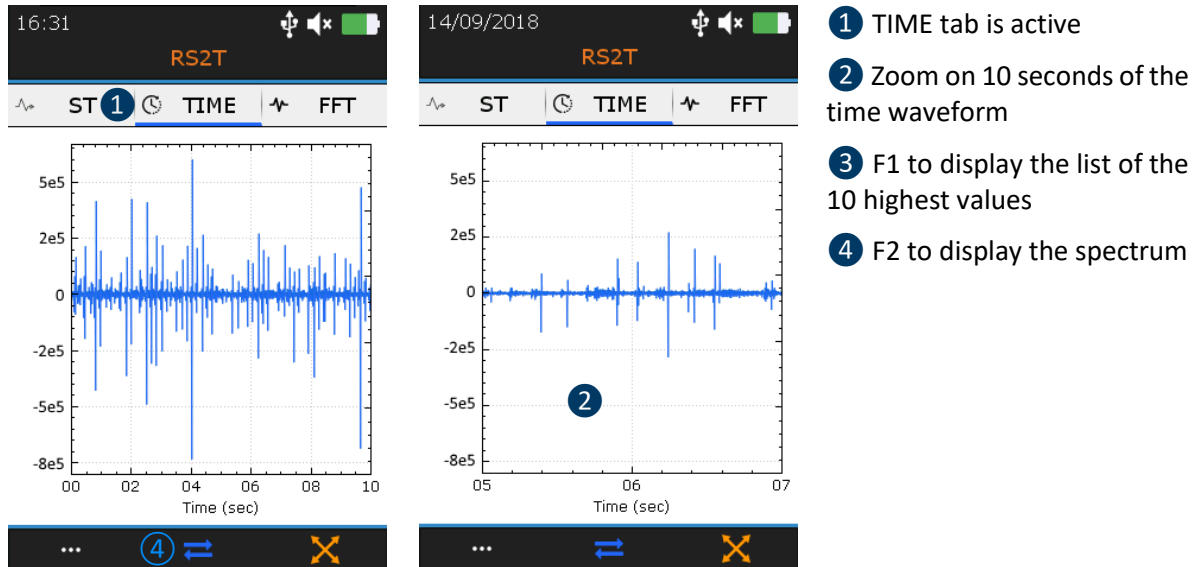 16:31
RS2T
ST 1 TIME FFT
5e5
2e5
0
-2e5
-5e5
-8e5
00 02 04 06 08 10
Time (sec)
... 4
14/09/2018
RS2T
ST TIME FFT
5e5
2e5
0
-2e5
-5e5
-8e5
2
05 06 07
Time (sec)
...
1 TIME tab is active
2 Zoom on 10 seconds of the
time waveform
3 F1 to display the list of the
10 highest values
4 F2 to display the spectrum